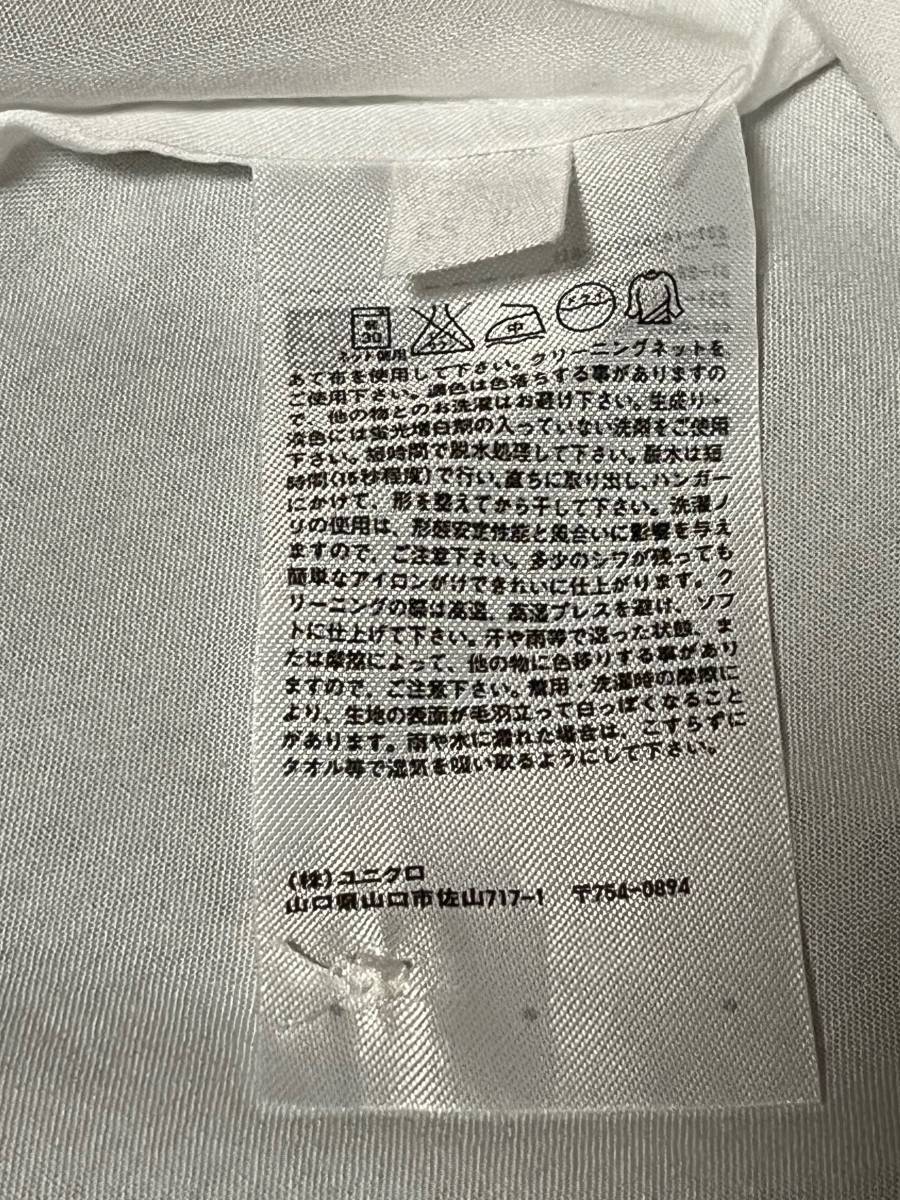 30
中
ドライ
ネット使用
あて布を使用して下さい。クリーニングネットを
ご使用下さい。濃色は色落ちする事がありますの
で、他の物とのお洗濯はお避け下さい。生成り・
淡色には蛍光増白剤の入っていない洗剤をご使用
下さい。短時間で脱水処理して下さい。脱水は短
時間(15秒程度)で行い、直ちに取り出し、ハンガー
にかけて、形を整えてから干して下さい。洗濯ノ
リの使用は、形態安定性能と風合いに影響を与え
ますので、ご注意下さい。多少のシワが残っても
簡単なアイロンがけできれいに仕上がります。ク
リーニングの際は高温、高湿プレスを避け、ソフ
トに仕上げて下さい。汗や雨等で湿った状態、ま
たは摩擦によって、他の物に色移りする事があり
ますので、ご注意下さい。着用・洗濯時の摩擦に
より、生地の表面が毛羽立って白っぽくなること
があります。雨や水に濡れた場合は、こすらずに
タオル等で湿気を吸い取るようにして下さい。
(株)ユニクロ
山口県山口市佐山717-1 〒754-0894